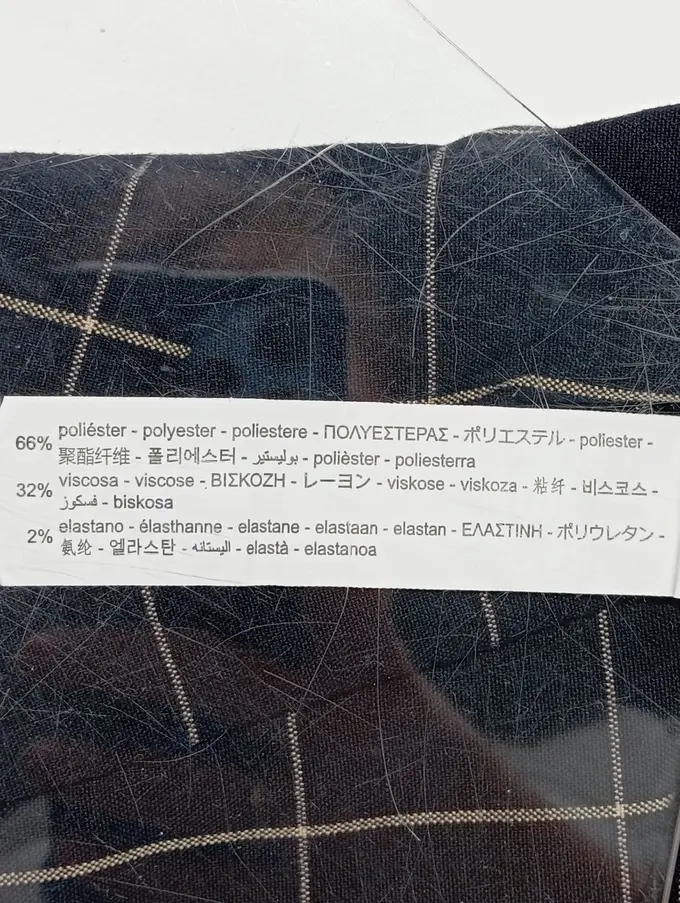 66% poliéster - polyester - poliestere - ΠΟΛΥΕΣΤΕΡΑΣ - ポリエステル - poliester -
聚酯纤维 - 폴리에스터 - بوليستير - polièster - poliesterra
32% viscosa - viscose - ΒΙΣΚΟΖΗ - レーヨン - viskose - viskoza - 粘纤 - 비스코스 -
فسكوز - biskosa
2% elastano - élasthanne - elastane - elastaan - elastan - ΕΛΑΣΤΙΝΗ - ポリウレタン -
氨纶 - 엘라스탄 - اليستانه - elastà - elastanoa